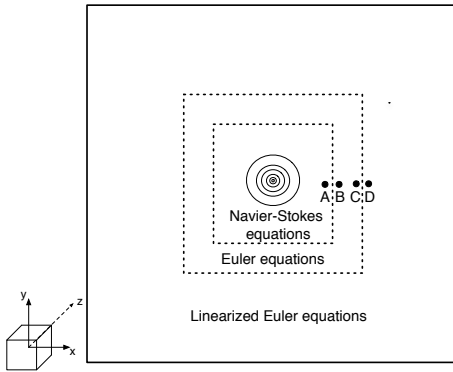 A B C D
Navier-Stokes
equations
Euler equations
Linearized Euler equations
y
z
x